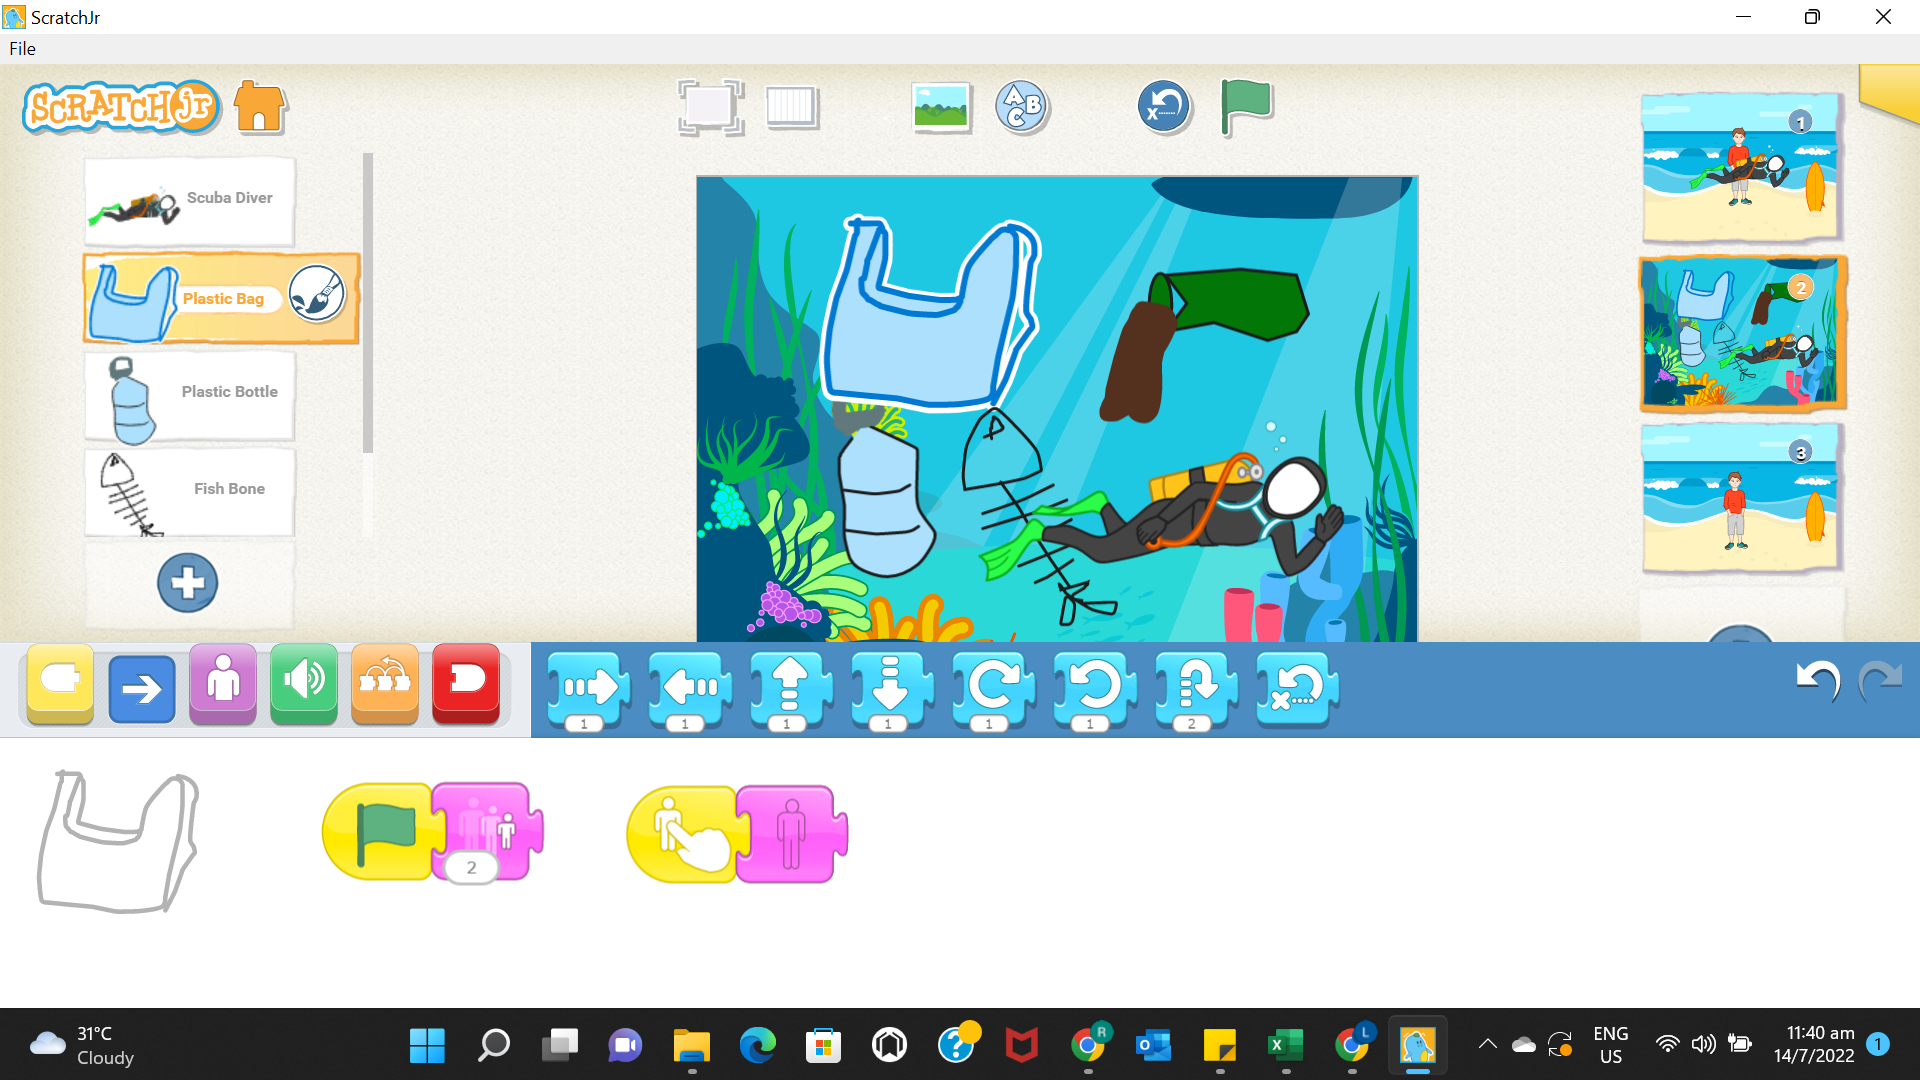 ScratchJr
File
SCRATCHJr
ABC
X
1
Scuba Diver
Plastic Bag
2
Plastic Bottle
3
Fish Bone
1
1
1
1
1
1
2
X
2
31°C
Cloudy
R
L
ENG
US
11:40 am
14/7/2022
1